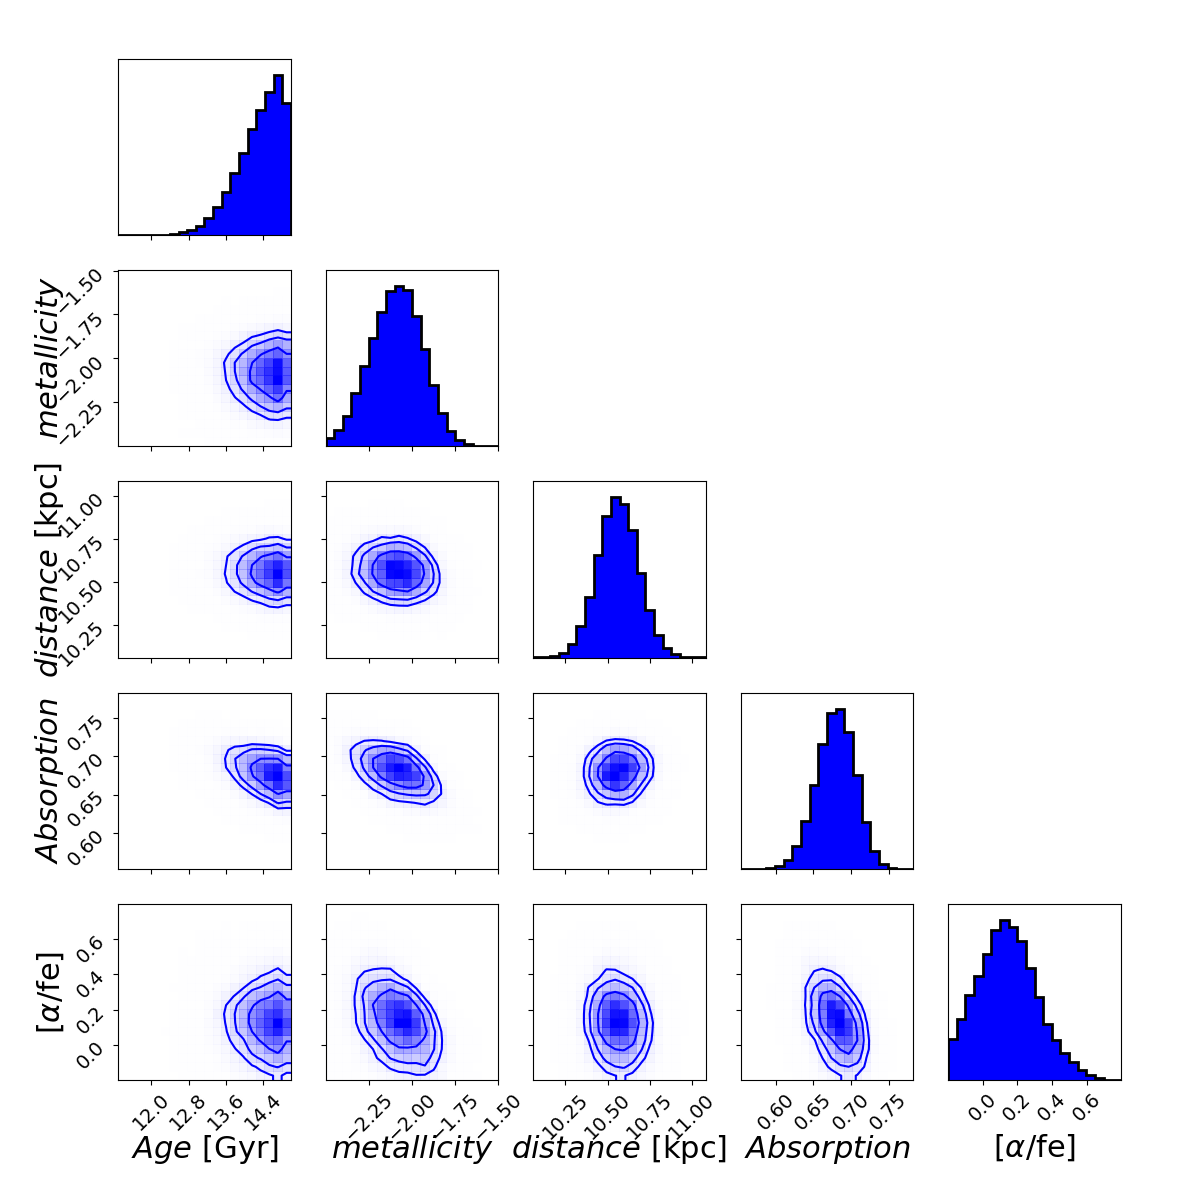 metallicity
−1.50
−1.75
−2.00
−2.25
distance [kpc]
11.00
10.75
10.50
10.25
Absorption
0.75
0.70
0.65
0.60
[α/fe]
0.6
0.4
0.2
0.0
12.0 12.8 13.6 14.4
Age [Gyr]
−2.25 −2.00 −1.75 −1.50
metallicity
10.25 10.50 10.75 11.00
distance [kpc]
0.60 0.65 0.70 0.75
Absorption
0.0 0.2 0.4 0.6
[α/fe]